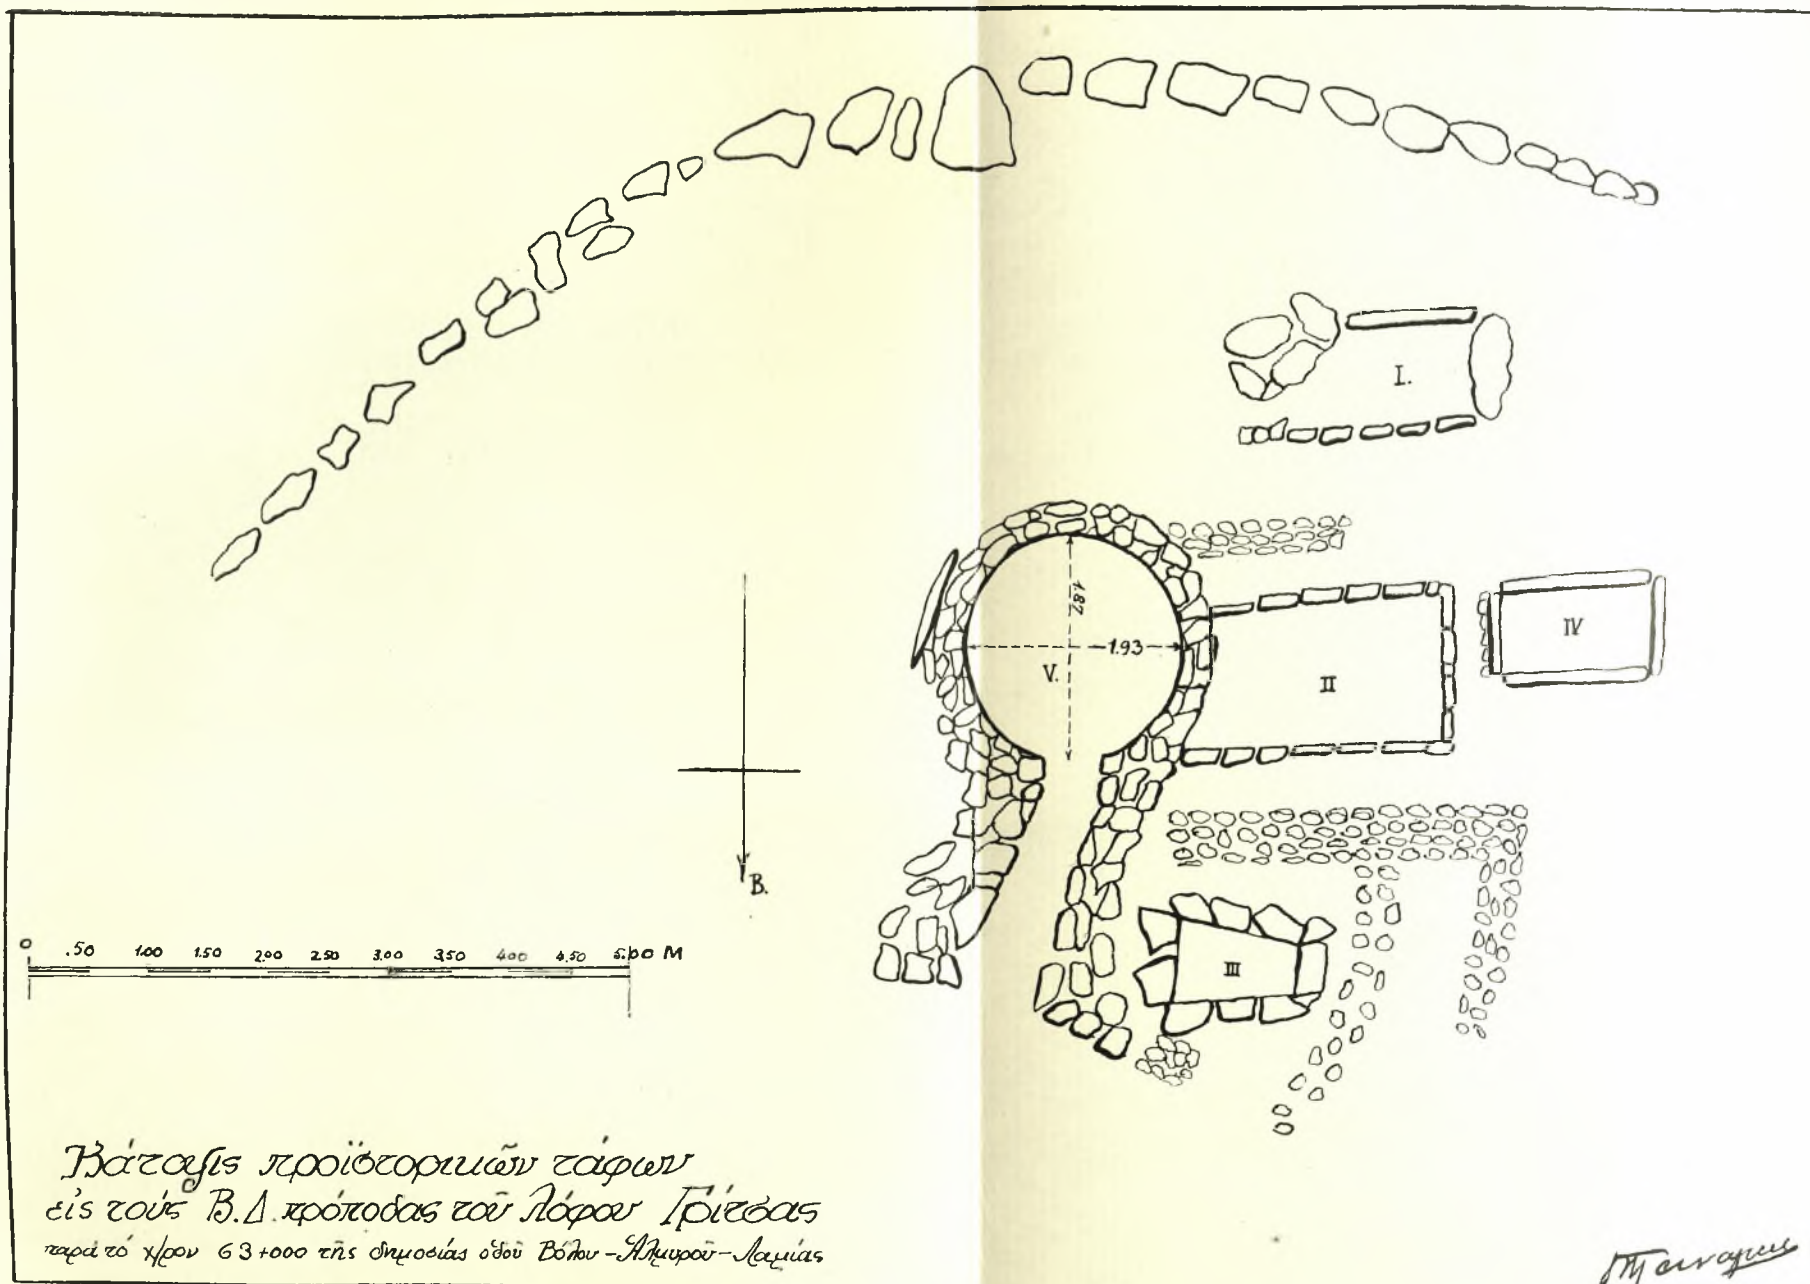 I.
1.87
1.93
V.
II
IV
B.
0 .50 1.00 1.50 2.00 2.50 3.00 3.50 4.00 4.50 5.00 M
III
Κάτοψις προϊστορικῶν τάφων
εἰς τούς Β.Δ. πρόποδας τοῦ λόφου Γρίτσας
παρά τό χ/ρον 63+000 τῆς δημοσίας ὁδοῦ Βόλου-Ἁλμυροῦ-Λαμίας